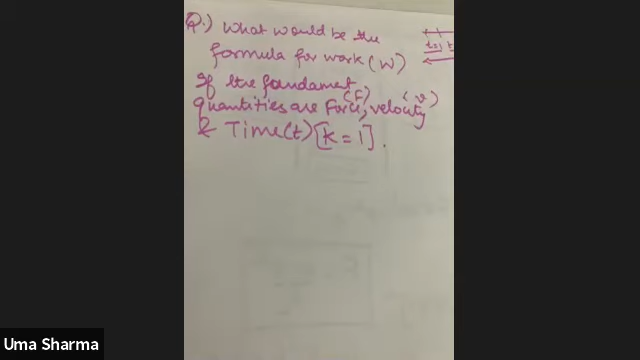 Q.) What would be the
formula for work (W)
If the fundament
(F) (v)
quantities are Force, velocity
& Time(t) [K = 1].
Uma Sharma